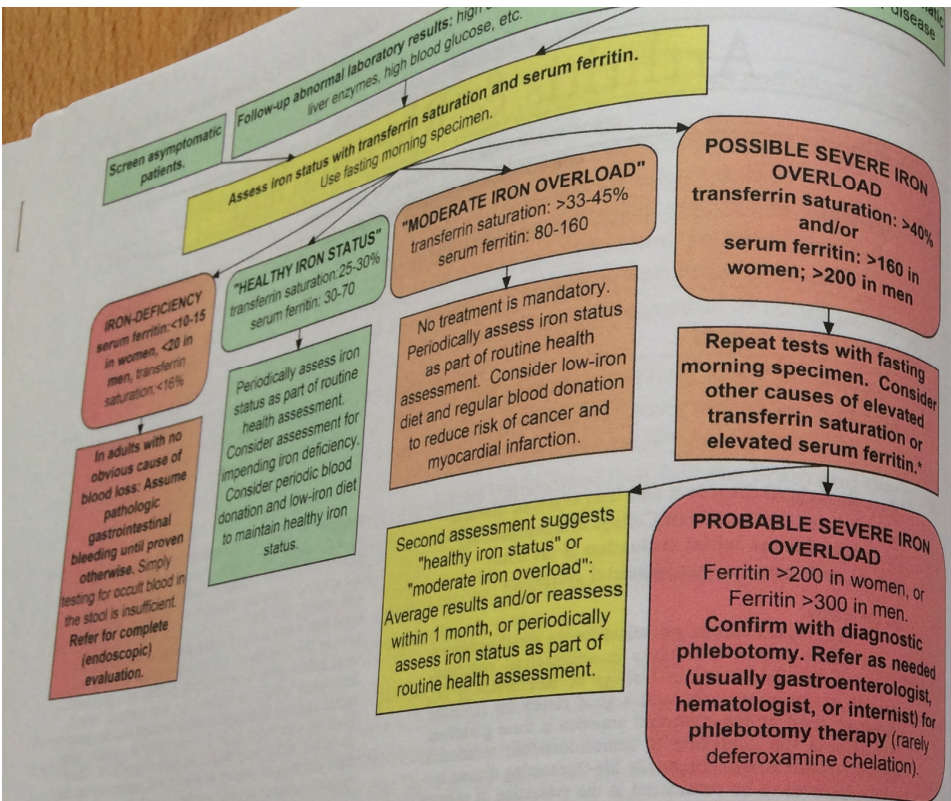 disease
Follow-up abnormal laboratory results: high
liver enzymes, high blood glucose, etc.
Screen asymptomatic
patients.
Assess iron status with transferrin saturation and serum ferritin.
Use fasting morning specimen.
IRON-DEFICIENCY
serum ferritin:<10-15
in women, <20 in
men, transferrin
saturation:<16%
In adults with no
obvious cause of
blood loss: Assume
pathologic
gastrointestinal
bleeding until proven
otherwise. Simply
testing for occult blood in
the stool is insufficient.
Refer for complete
(endoscopic)
evaluation.
"HEALTHY IRON STATUS"
transferrin saturation:25-30%
serum ferritin: 30-70
Periodically assess iron
status as part of routine
health assessment.
Consider assessment for
impending iron deficiency.
Consider periodic blood
donation and low-iron diet
to maintain healthy iron
status.
"MODERATE IRON OVERLOAD"
transferrin saturation: >33-45%
serum ferritin: 80-160
No treatment is mandatory.
Periodically assess iron status
as part of routine health
assessment. Consider low-iron
diet and regular blood donation
to reduce risk of cancer and
myocardial infarction.
POSSIBLE SEVERE IRON
OVERLOAD
transferrin saturation: >40%
and/or
serum ferritin: >160 in
women; >200 in men
Repeat tests with fasting
morning specimen. Consider
other causes of elevated
transferrin saturation or
elevated serum ferritin.*
Second assessment suggests
"healthy iron status" or
"moderate iron overload":
Average results and/or reassess
within 1 month, or periodically
assess iron status as part of
routine health assessment.
PROBABLE SEVERE IRON
OVERLOAD
Ferritin >200 in women, or
Ferritin >300 in men.
Confirm with diagnostic
phlebotomy. Refer as needed
(usually gastroenterologist,
hematologist, or internist) for
phlebotomy therapy (rarely
deferoxamine chelation).